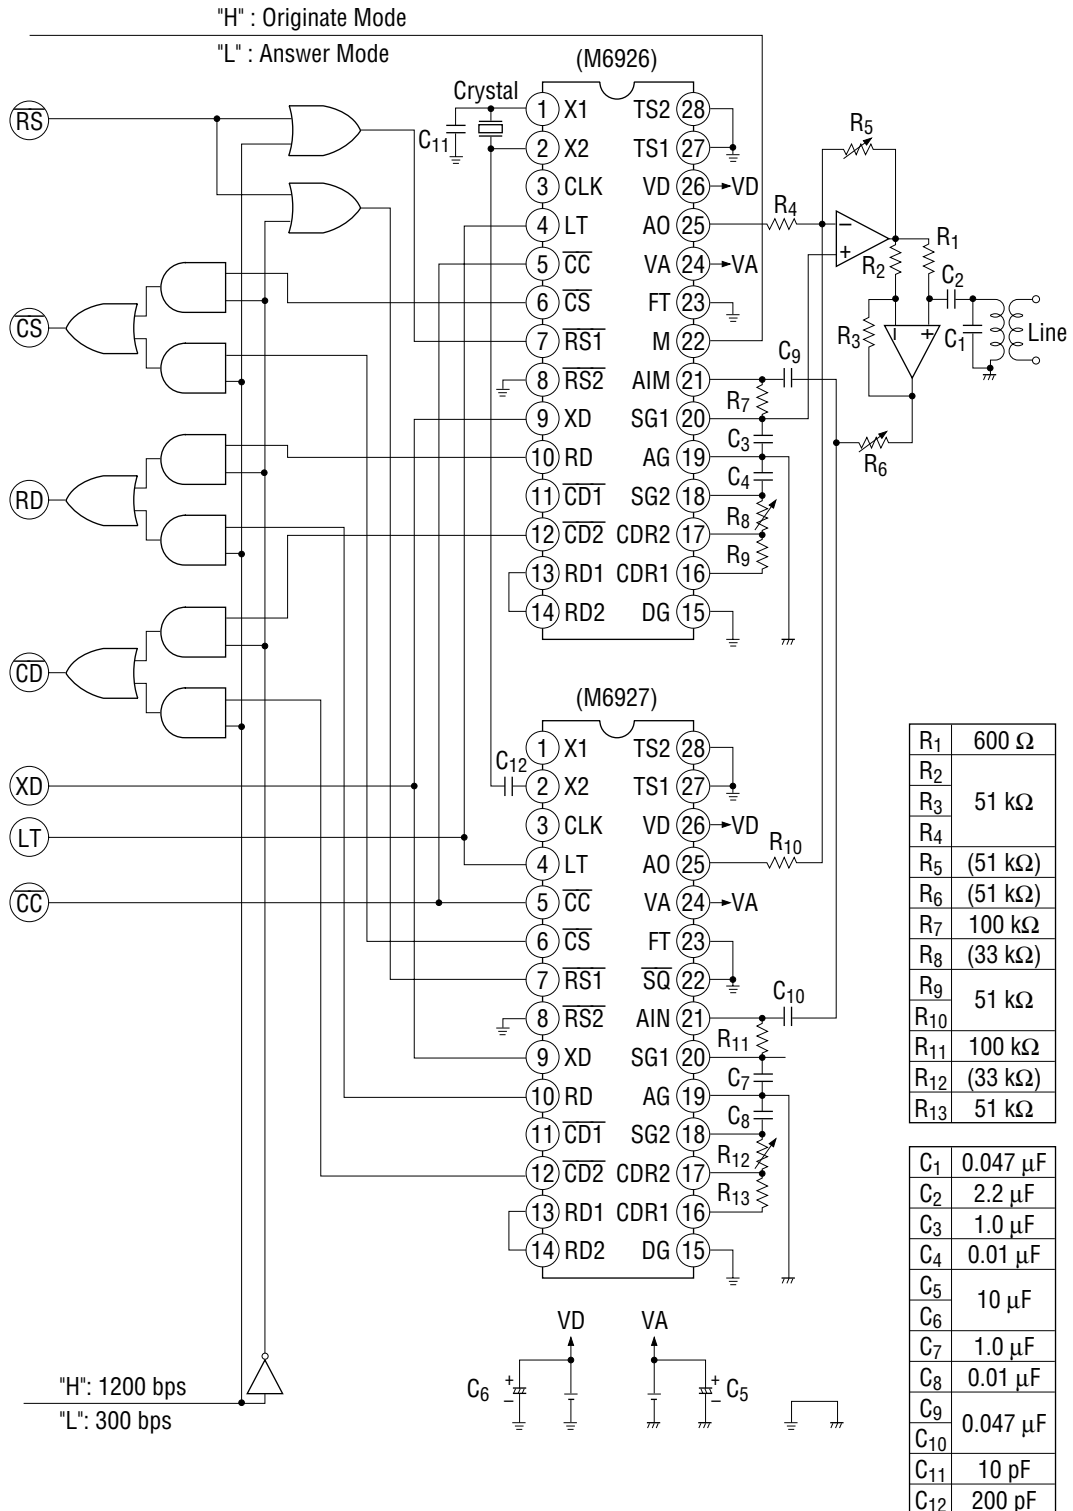 "H" : Originate Mode
"L" : Answer Mode
(M6926)
Crystal
C11
RS
CS
RD
CD
XD
LT
CC
1 X1 TS2 28
2 X2 TS1 27
3 CLK VD 26 VD
4 LT AO 25
5 CC VA 24 VA
6 CS FT 23
7 RS1 M 22
8 RS2 AIM 21
9 XD SG1 20
10 RD AG 19
11 CD1 SG2 18
12 CD2 CDR2 17
13 RD1 CDR1 16
14 RD2 DG 15
R4
R5
R1
R2
C2
R3
C1
Line
C9
R7
C3
R6
C4
R8
R9
(M6927)
C12
1 X1 TS2 28
2 X2 TS1 27
3 CLK VD 26 VD
4 LT AO 25
5 CC VA 24 VA
6 CS FT 23
7 RS1 SQ 22
8 RS2 AIN 21
9 XD SG1 20
10 RD AG 19
11 CD1 SG2 18
12 CD2 CDR2 17
13 RD1 CDR1 16
14 RD2 DG 15
R10
C10
R11
C7
C8
R12
R13
VD VA
C6 + −
+ − C5
"H": 1200 bps
"L": 300 bps
R1 600 Ω
R2
R3 51 kΩ
R4
R5 (51 kΩ)
R6 (51 kΩ)
R7 100 kΩ
R8 (33 kΩ)
R9
51 kΩ
R10
R11 100 kΩ
R12 (33 kΩ)
R13 51 kΩ
C1 0.047 μF
C2 2.2 μF
C3 1.0 μF
C4 0.01 μF
C5
10 μF
C6
C7 1.0 μF
C8 0.01 μF
C9
0.047 μF
C10
C11 10 pF
C12 200 pF